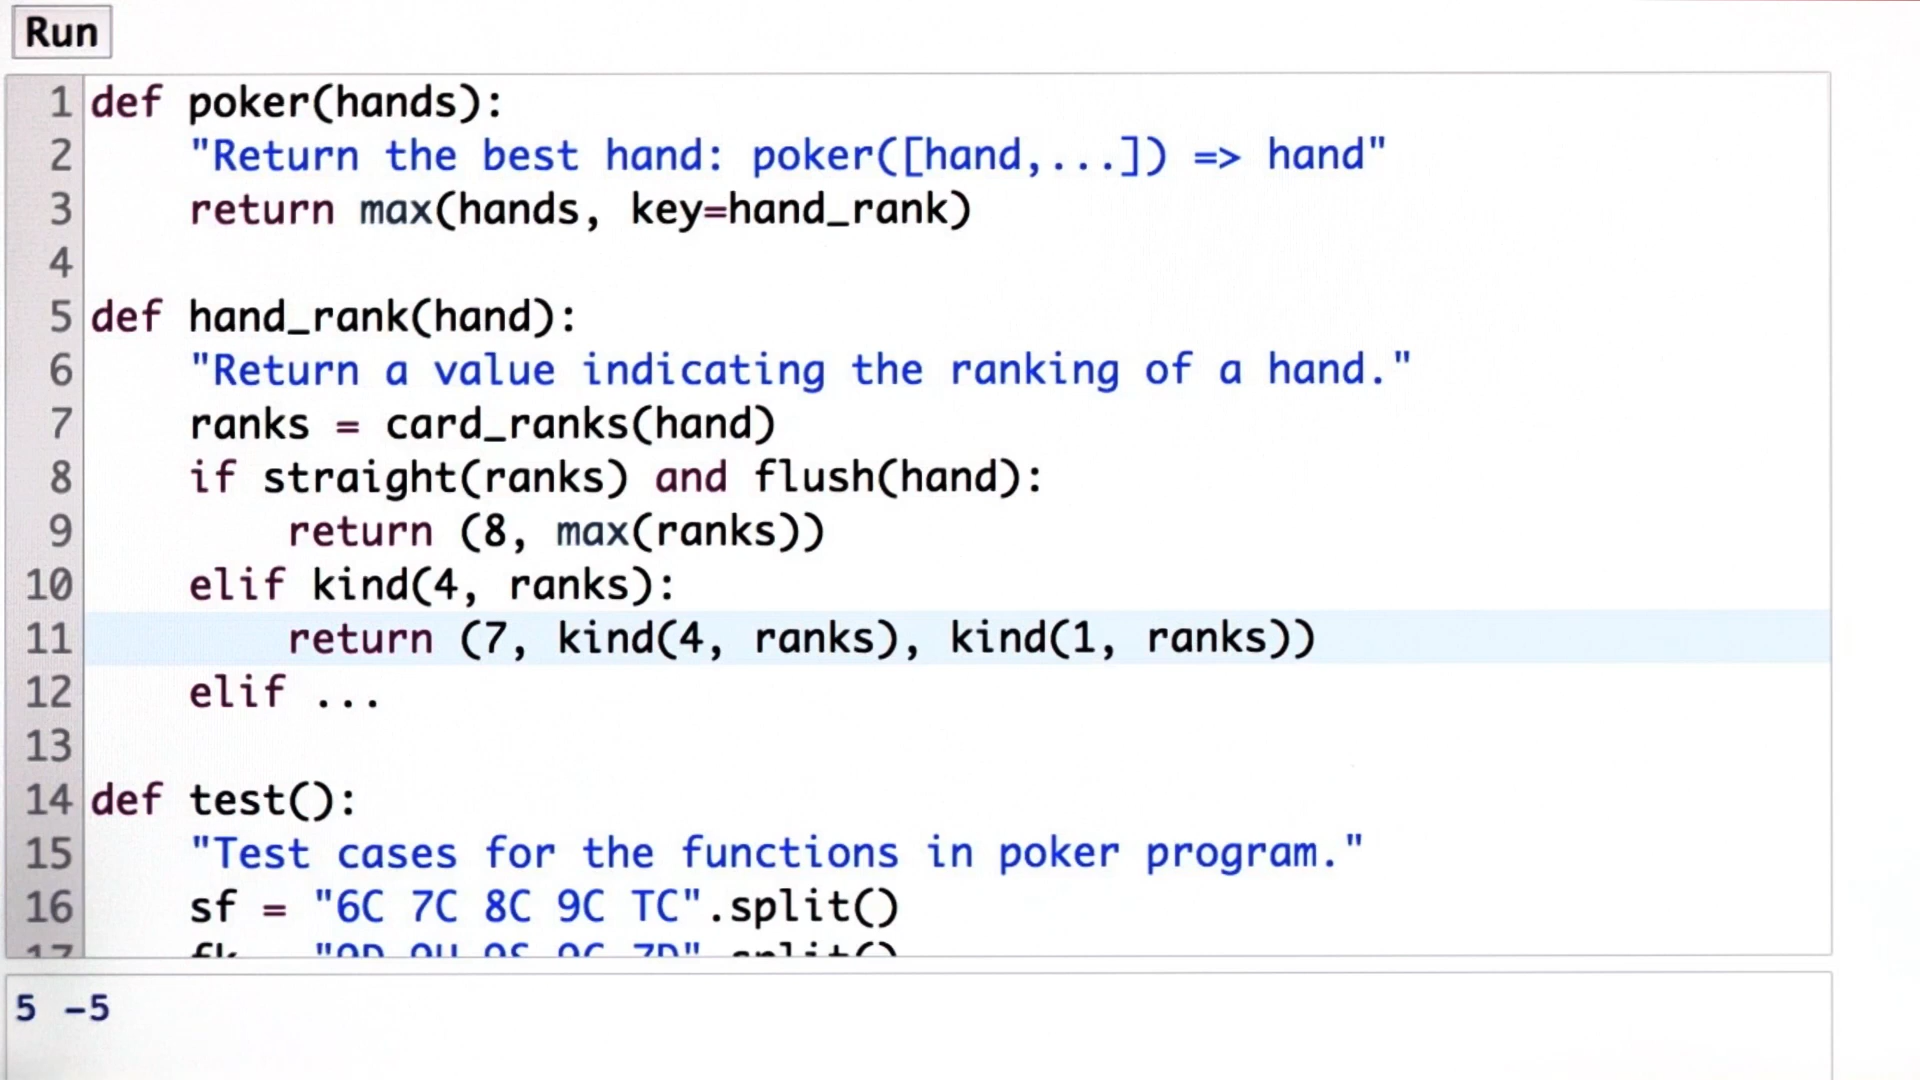 Run
1 def poker(hands):
2 "Return the best hand: poker([hand,...]) => hand"
3 return max(hands, key=hand_rank)
4
5 def hand_rank(hand):
6 "Return a value indicating the ranking of a hand."
7 ranks = card_ranks(hand)
8 if straight(ranks) and flush(hand):
9 return (8, max(ranks))
10 elif kind(4, ranks):
11 return (7, kind(4, ranks), kind(1, ranks))
12 elif ...
13
14 def test():
15 "Test cases for the functions in poker program."
16 sf = "6C 7C 8C 9C TC".split()
17
5 -5